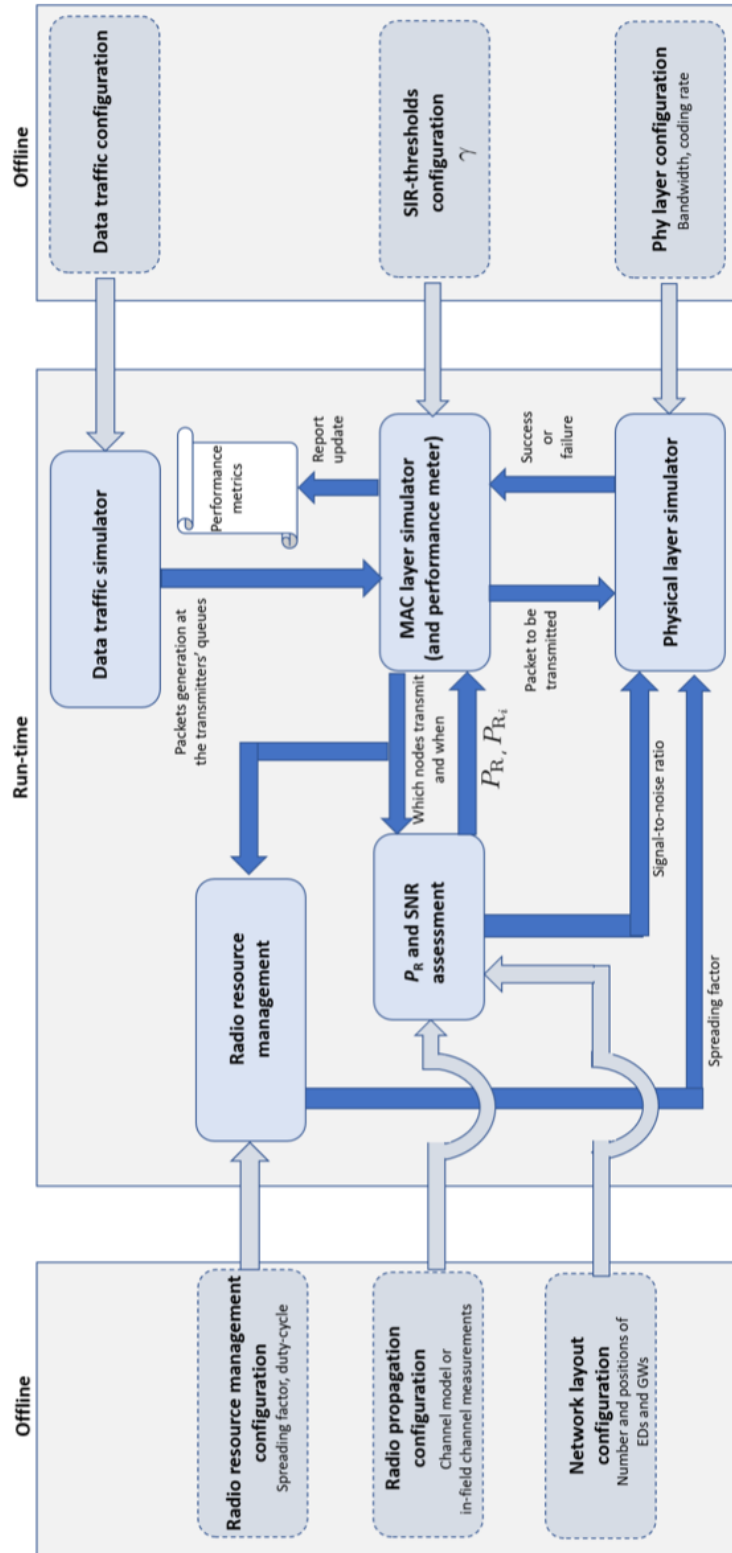 Offline
Radio resource management
configuration
Spreading factor, duty-cycle
Radio propagation
configuration
Channel model or
in-field channel measurements
Network layout
configuration
Number and positions of
EDs and GWs
Run-time
Data traffic simulator
Packets generation at
the transmitters’ queues
Performance
metrics
Report
update
Radio resource
management
Which nodes transmit
and when
MAC layer simulator
(and performance meter)
P_R and SNR
assessment
P_R, P_{R_i}
Packet to be
transmitted
Success
or
failure
Signal-to-noise ratio
Physical layer simulator
Spreading factor
Offline
Data traffic configuration
SIR-thresholds
configuration
γ
Phy layer configuration
Bandwidth, coding rate